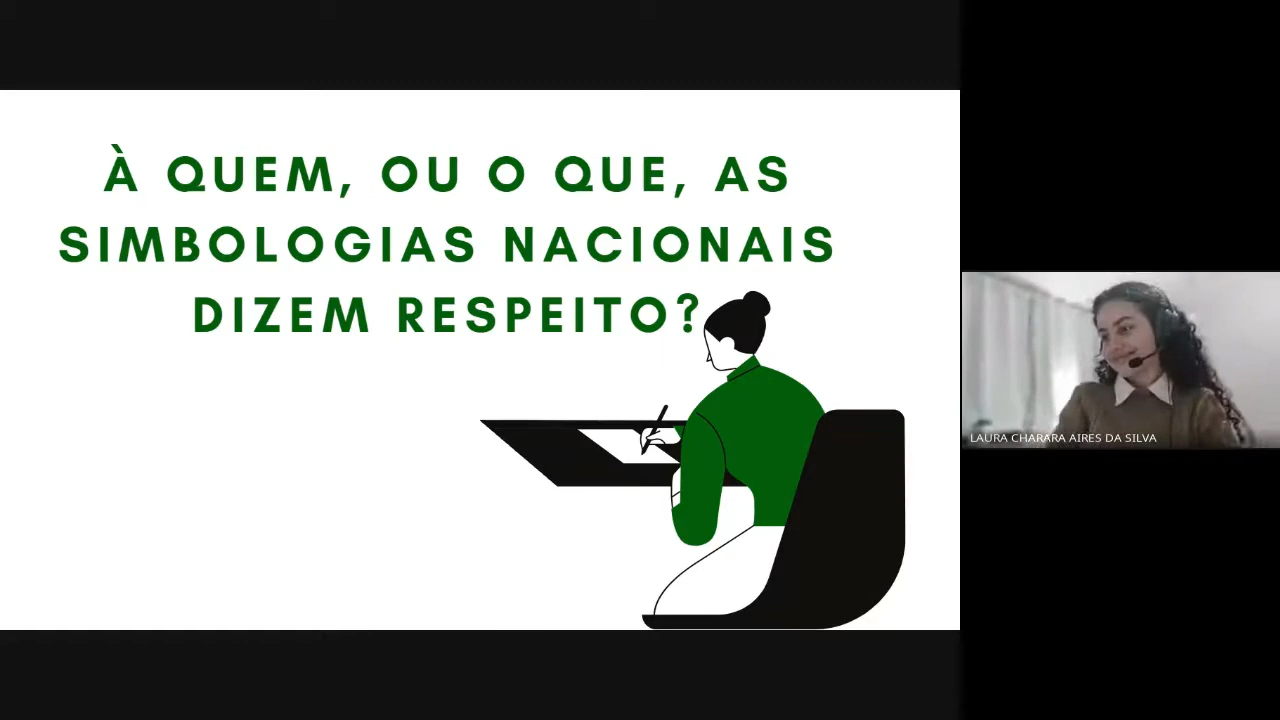 À QUEM, OU O QUE, AS
SIMBOLOGIAS NACIONAIS
DIZEM RESPEITO?
LAURA CHARARA AIRES DA SILVA